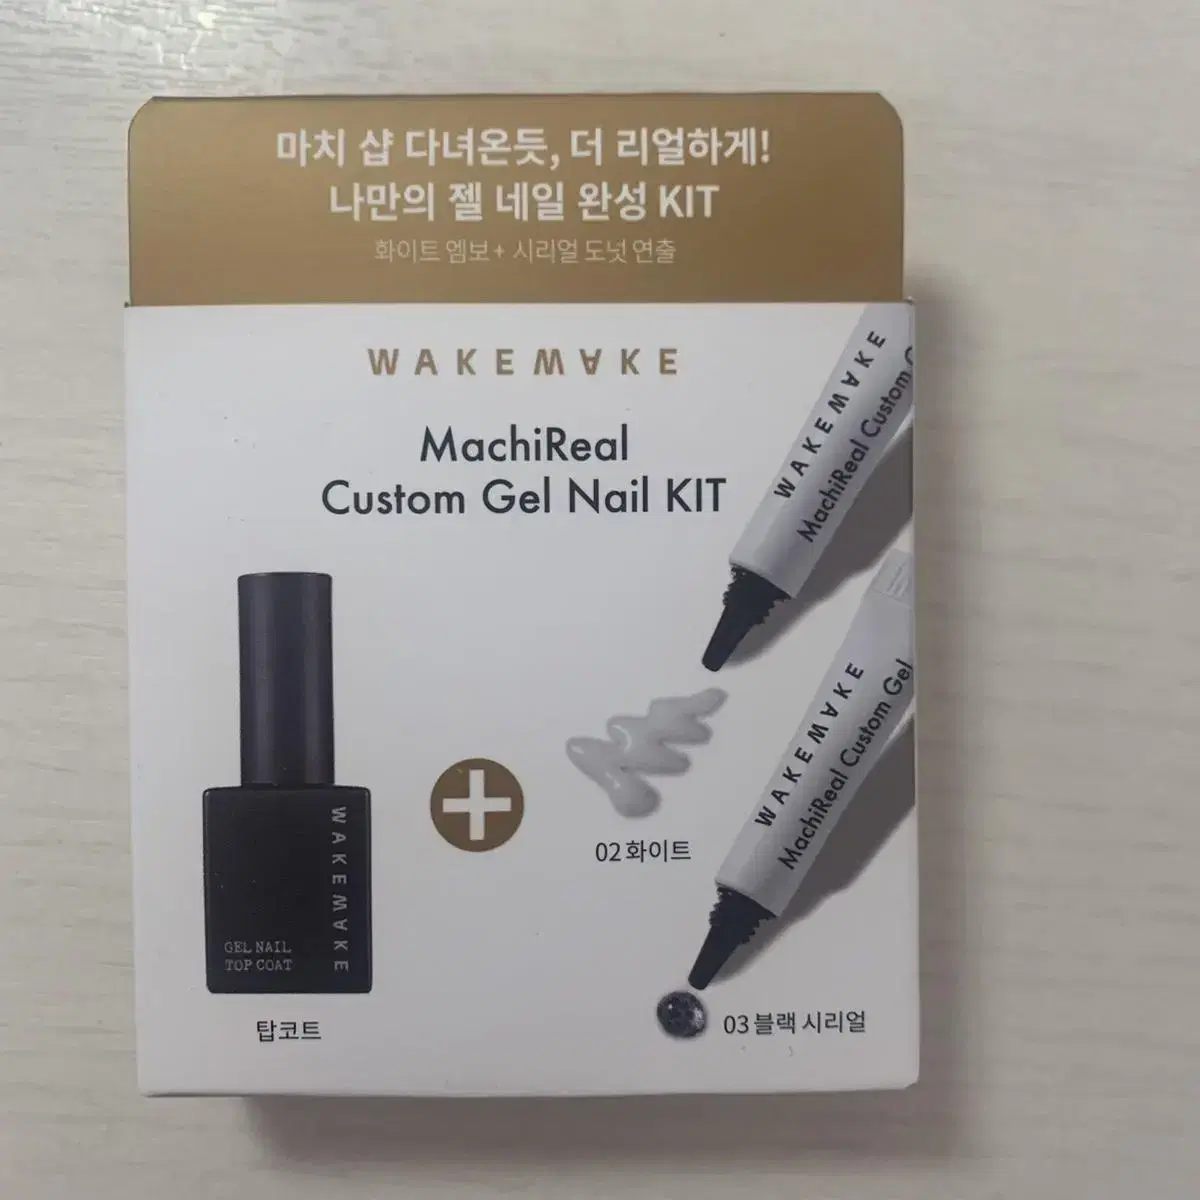 마치 샵 다녀온듯, 더 리얼하게!
나만의 젤 네일 완성 KIT
화이트 엠보+ 시리얼 도넛 연출
WAKEMAKE
MachiReal
Custom Gel Nail KIT
WAKEMAKE
MachiReal Custom
WAKEMAKE
MachiReal Custom Gel
02 화이트
WAKEMAKE
GEL NAIL
TOP COAT
탑코트
03 블랙 시리얼